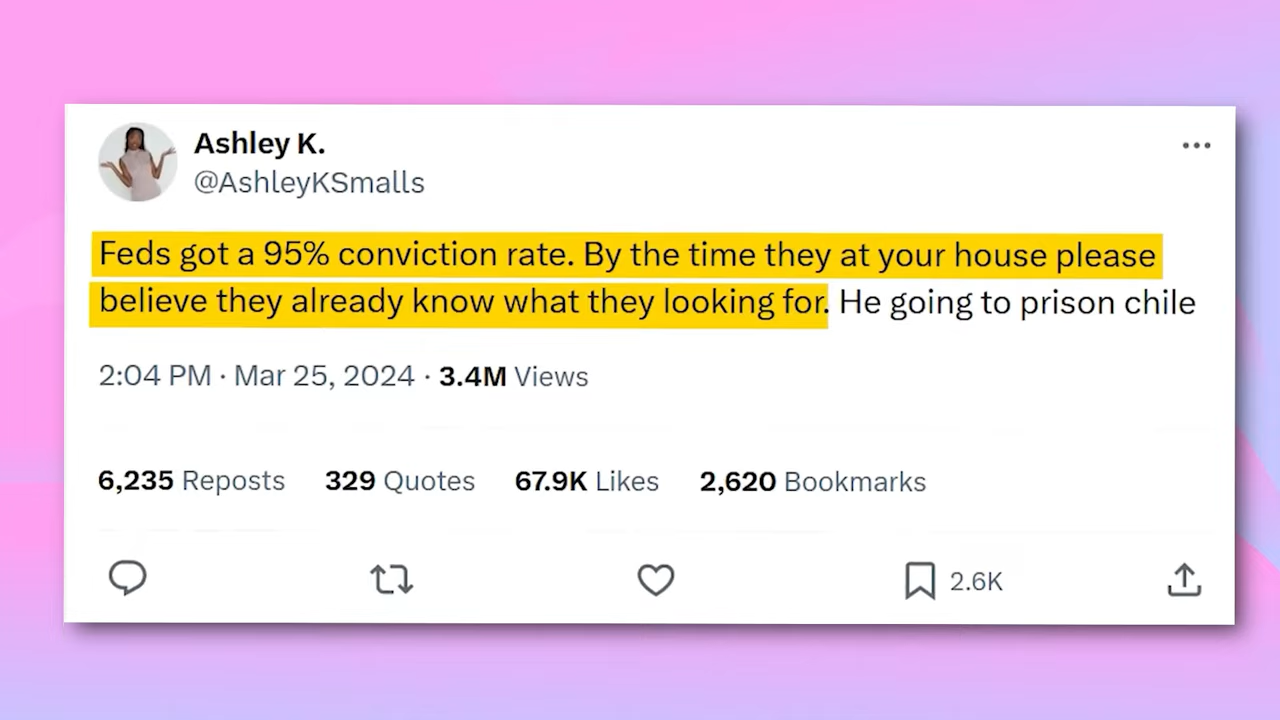 Ashley K.
@AshleyKSmalls
Feds got a 95% conviction rate. By the time they at your house please
believe they already know what they looking for. He going to prison chile
2:04 PM · Mar 25, 2024 · 3.4M Views
6,235 Reposts 329 Quotes 67.9K Likes 2,620 Bookmarks
2.6K